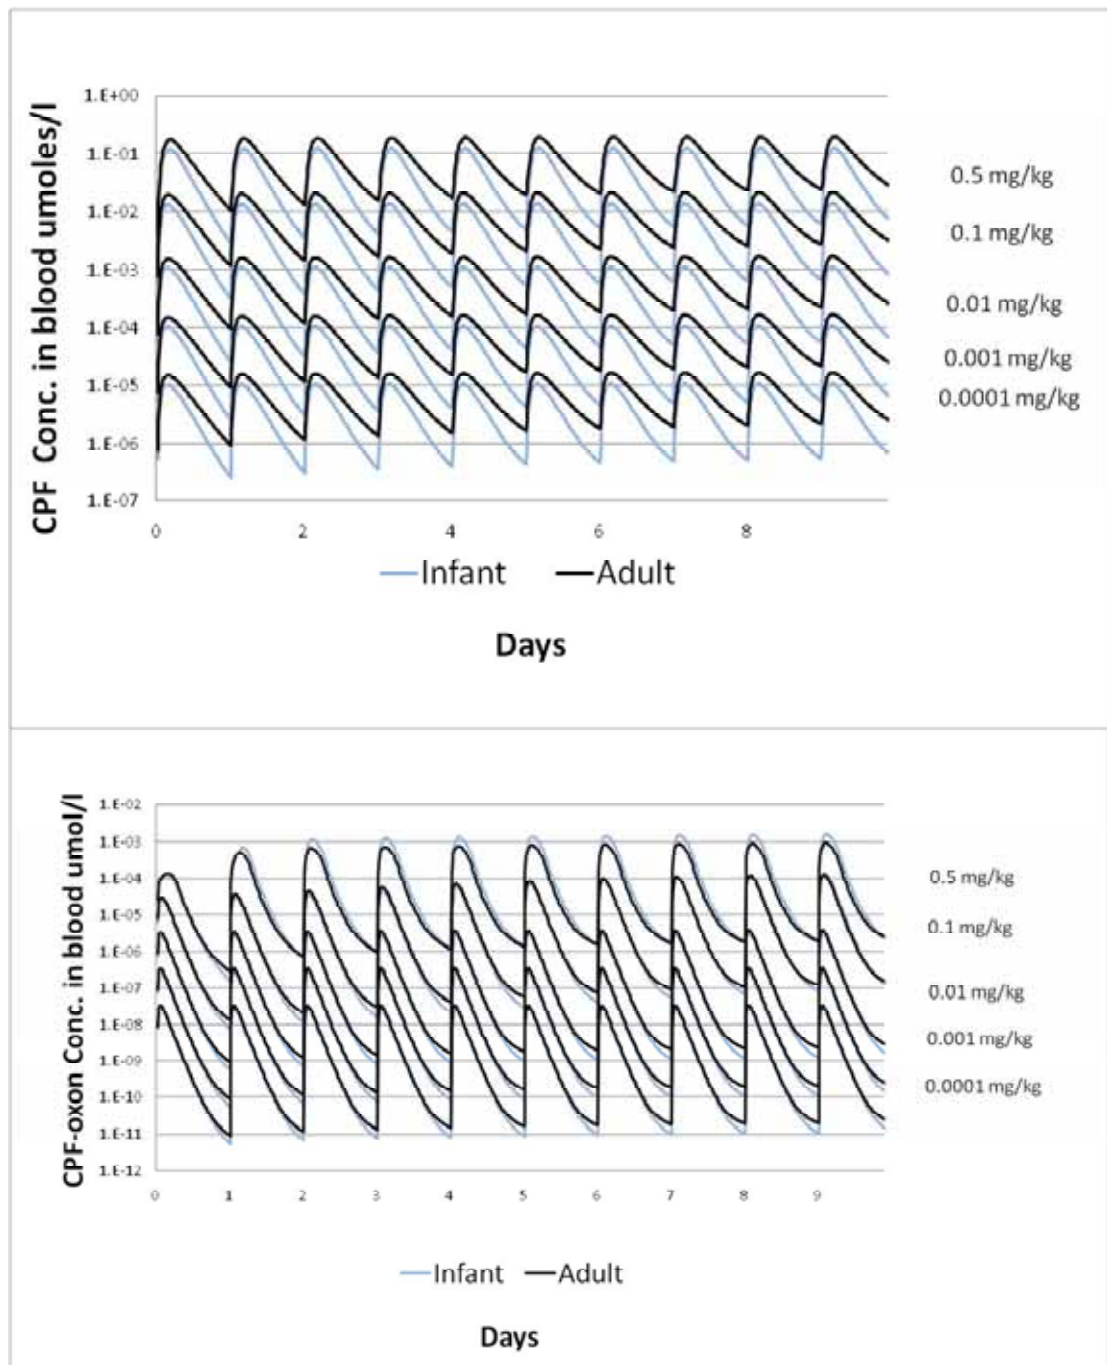 CPF Conc. in blood umoles/l
1.E+00
1.E-01
1.E-02
1.E-03
1.E-04
1.E-05
1.E-06
1.E-07
0 2 4 6 8
0.5 mg/kg
0.1 mg/kg
0.01 mg/kg
0.001 mg/kg
0.0001 mg/kg
Infant Adult
Days
CPF-oxon Conc. in blood umol/l
1.E-02
1.E-03
1.E-04
1.E-05
1.E-06
1.E-07
1.E-08
1.E-09
1.E-10
1.E-11
1.E-12
0 1 2 3 4 5 6 7 8 9
0.5 mg/kg
0.1 mg/kg
0.01 mg/kg
0.001 mg/kg
0.0001 mg/kg
Infant Adult
Days